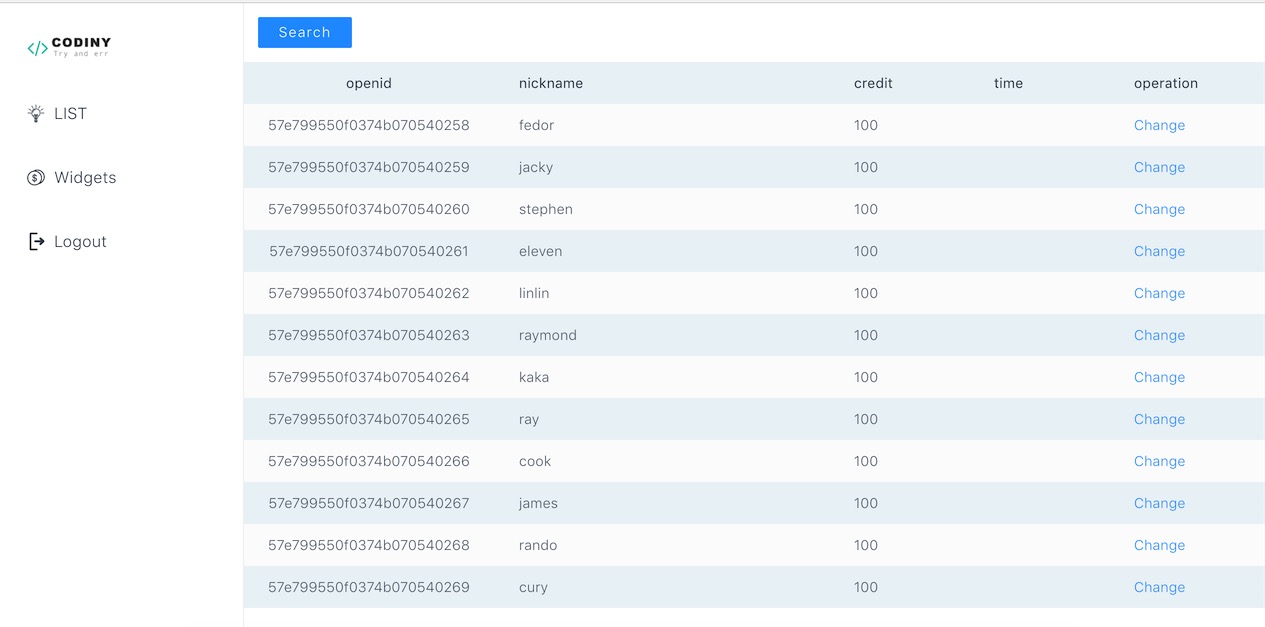 CODINY
Try and err
LIST
Widgets
Logout
Search
openid nickname credit time operation
57e799550f0374b070540258 fedor 100 Change
57e799550f0374b070540259 jacky 100 Change
57e799550f0374b070540260 stephen 100 Change
57e799550f0374b070540261 eleven 100 Change
57e799550f0374b070540262 linlin 100 Change
57e799550f0374b070540263 raymond 100 Change
57e799550f0374b070540264 kaka 100 Change
57e799550f0374b070540265 ray 100 Change
57e799550f0374b070540266 cook 100 Change
57e799550f0374b070540267 james 100 Change
57e799550f0374b070540268 rando 100 Change
57e799550f0374b070540269 cury 100 Change